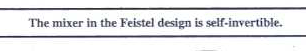 The mixer in the Feistel design is self-invertible.